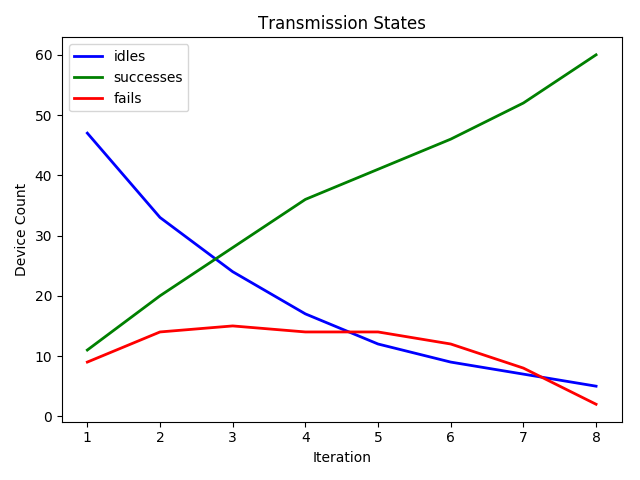 Transmission States
idles
successes
fails
Device Count
60
50
40
30
20
10
0
1 2 3 4 5 6 7 8
Iteration